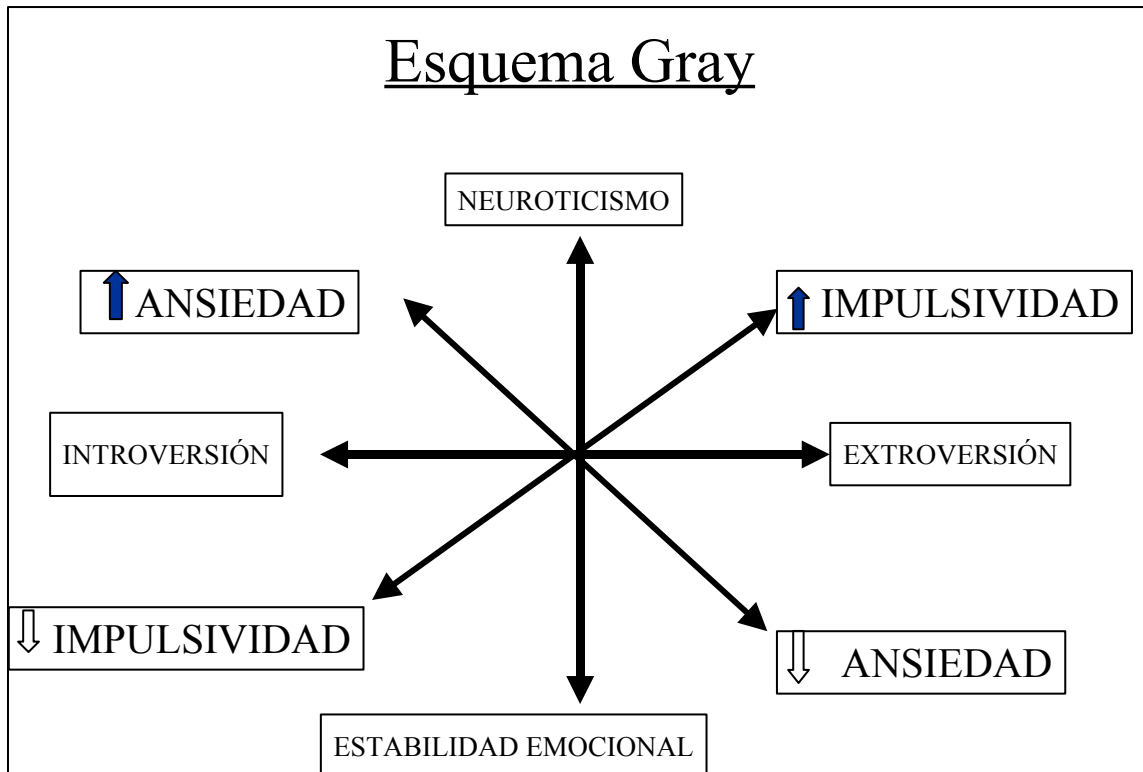 Esquema Gray
NEUROTICISMO
ANSIEDAD
IMPULSIVIDAD
INTROVERSIÓN
EXTROVERSIÓN
IMPULSIVIDAD
ANSIEDAD
ESTABILIDAD EMOCIONAL